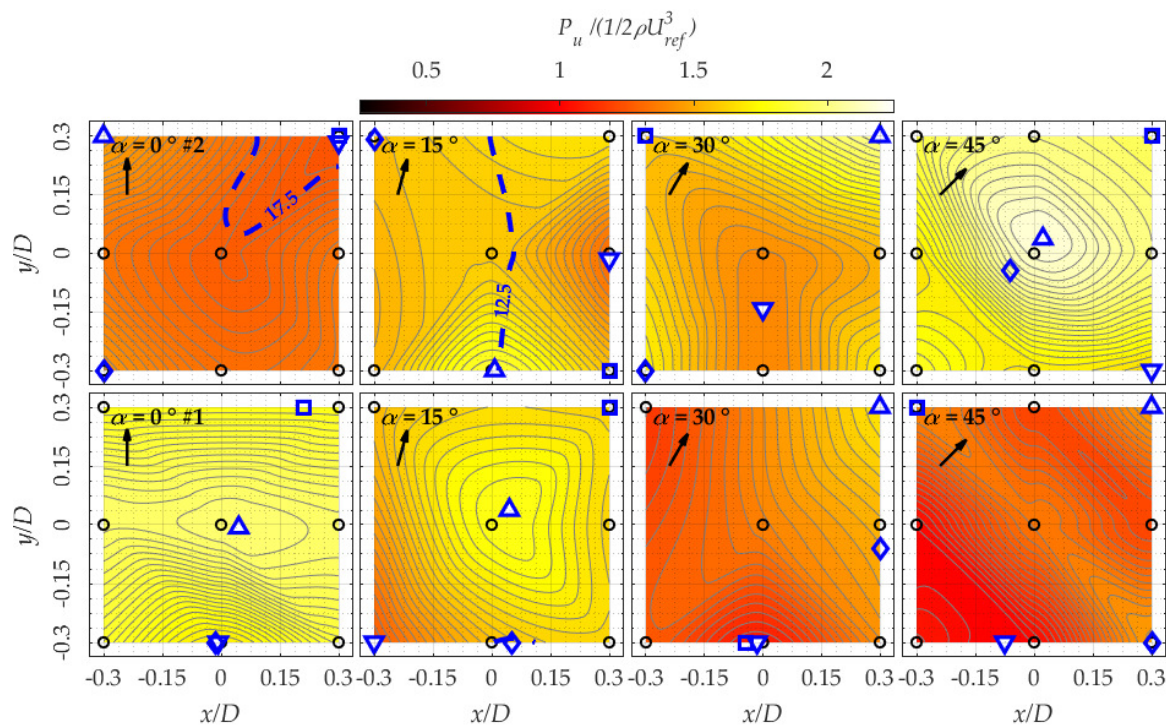 P_u/(1/2ρU³_ref)
0.5 1 1.5 2
α = 0° #2 α = 15° α = 30° α = 45°
17.5
12.5
y/D
0.3 0.15 0 -0.15 -0.3
α = 0° #1 α = 15° α = 30° α = 45°
y/D
0.3 0.15 0 -0.15 -0.3
-0.3 -0.15 0 0.15 0.3 -0.3 -0.15 0 0.15 0.3 -0.3 -0.15 0 0.15 0.3 -0.3 -0.15 0 0.15 0.3
x/D x/D x/D x/D